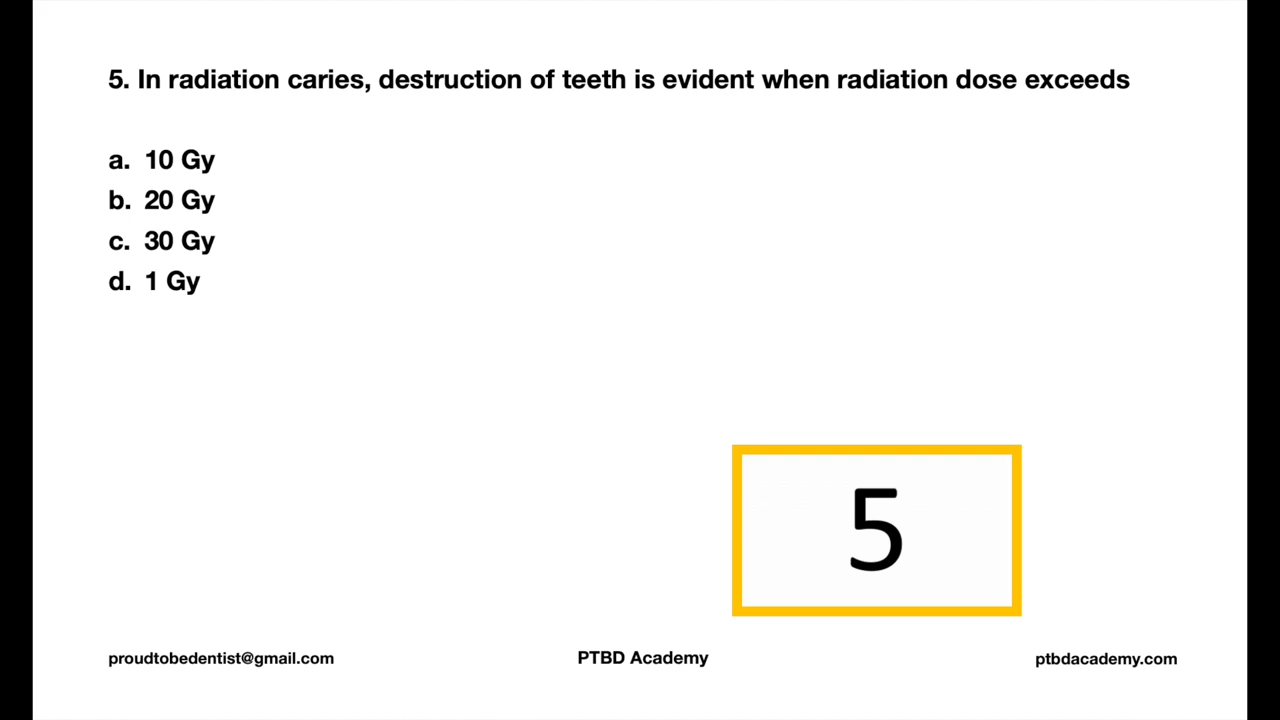 5. In radiation caries, destruction of teeth is evident when radiation dose exceeds
a. 10 Gy
b. 20 Gy
c. 30 Gy
d. 1 Gy
5
proudtobedentist@gmail.com PTBD Academy ptbdacademy.com